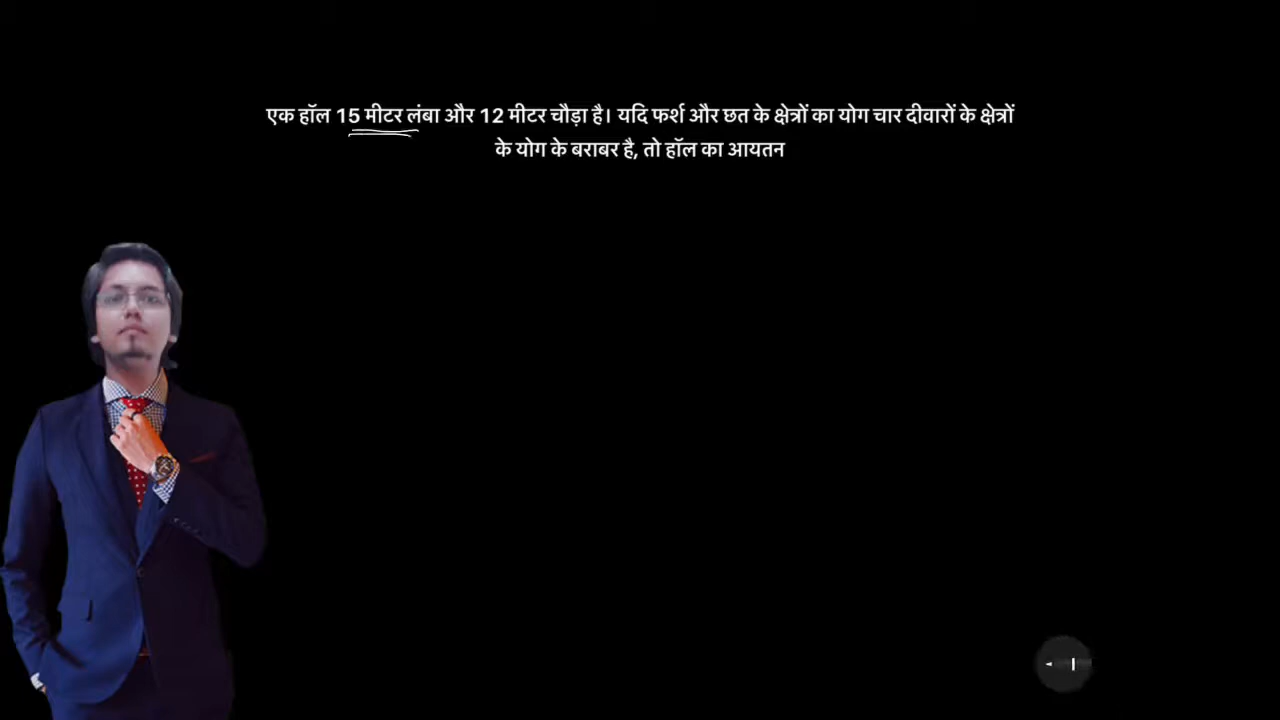 एक हॉल 15 मीटर लंबा और 12 मीटर चौड़ा है। यदि फर्श और छत के क्षेत्रों का योग चार दीवारों के क्षेत्रों
के योग के बराबर है, तो हॉल का आयतन